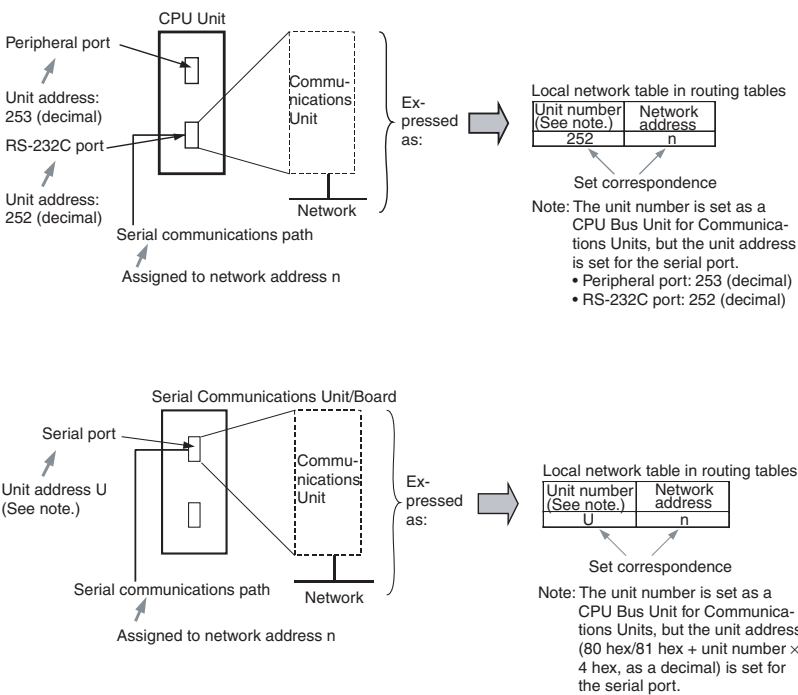 CPU Unit
Peripheral port
Unit address:
253 (decimal)
RS-232C port
Unit address:
252 (decimal)
Commu-
nications
Unit
Network
Serial communications path
Assigned to network address n
Ex-
pressed
as:
Local network table in routing tables
Unit number
(See note.)
Network
address
252
n
Set correspondence
Note: The unit number is set as a
CPU Bus Unit for Communica-
tions Units, but the unit address
is set for the serial port.
• Peripheral port: 253 (decimal)
• RS-232C port: 252 (decimal)
Serial Communications Unit/Board
Serial port
Unit address U
(See note.)
Commu-
nications
Unit
Network
Serial communications path
Assigned to network address n
Ex-
pressed
as:
Local network table in routing tables
Unit number
(See note.)
Network
address
U
n
Set correspondence
Note: The unit number is set as a
CPU Bus Unit for Communica-
tions Units, but the unit address
(80 hex/81 hex + unit number ×
4 hex, as a decimal) is set for
the serial port.